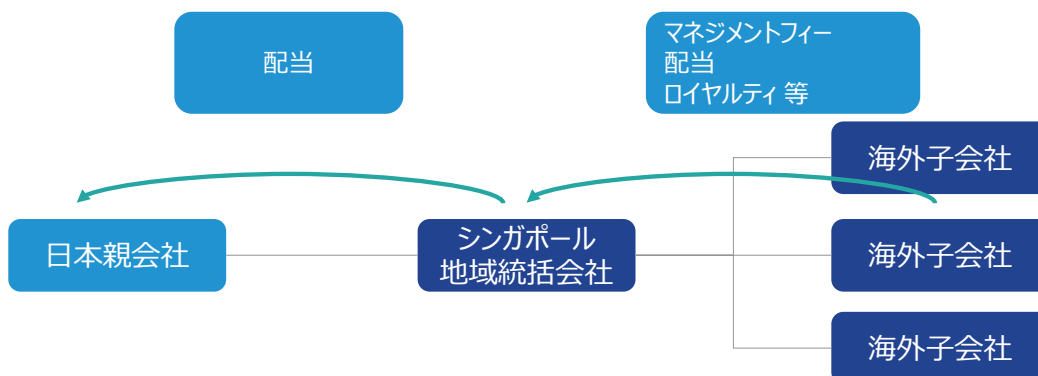 配当
マネジメントフィー
配当
ロイヤルティ 等
海外子会社
日本親会社
シンガポール
地域統括会社
海外子会社
海外子会社